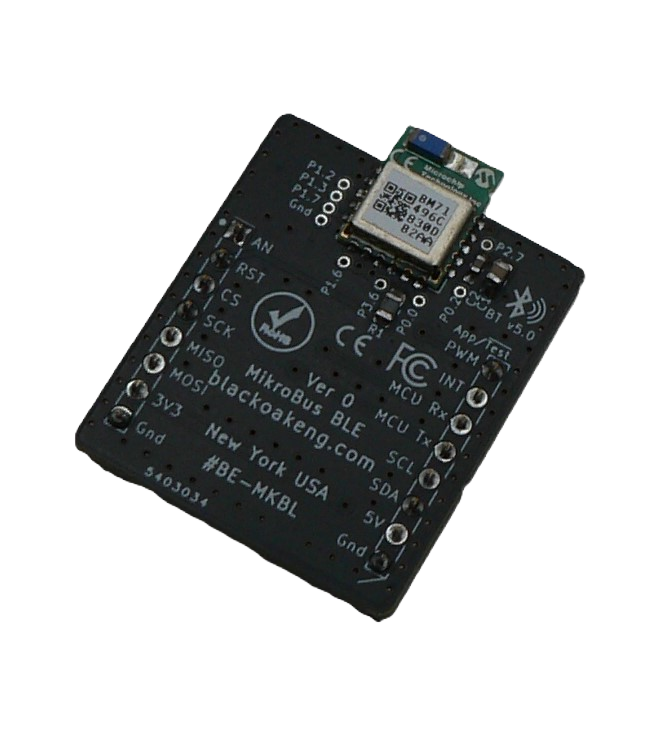 Microchip
Technology Inc
BM71
496C
830D
82AA
P1.2
P1.3
P1.7
Gnd
P1.6
P3.6
P0.0
P2.7
BT
v5.0
App/Test
AN
RST
CS
SCK
MISO
MOSI
3V3
Gnd
PWM
INT
MCU Rx
MCU Tx
SCL
SDA
5V
Gnd
RoHS
CE
FC
Ver 0
MikroBus BLE
blackoakeng.com
New York USA
#BE-MKBL
5403034